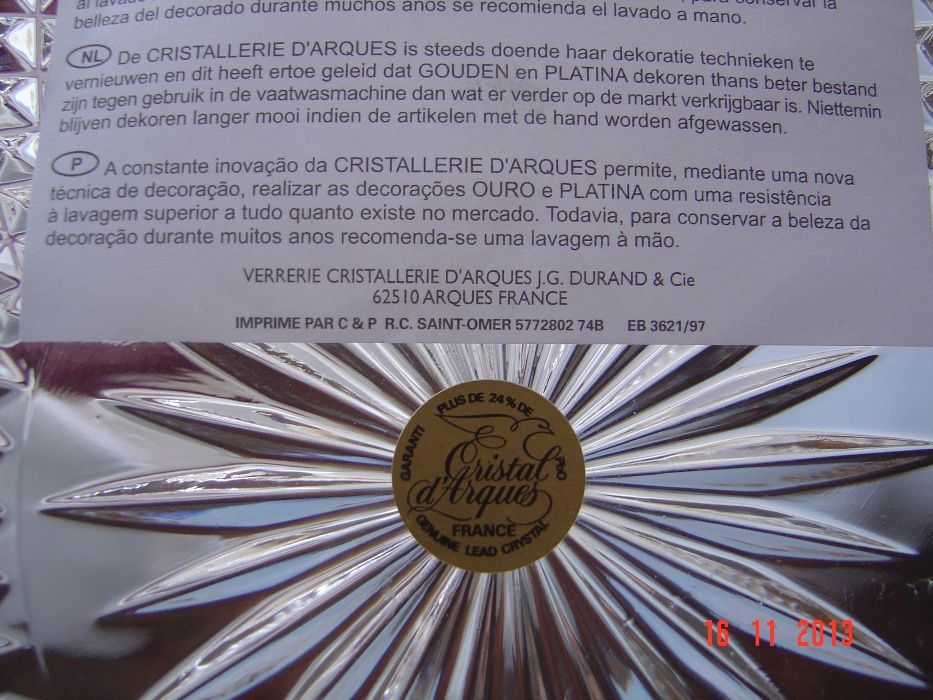 para conservar la
belleza del decorado durante muchos años se recomienda el lavado a mano.
NL De CRISTALLERIE D'ARQUES is steeds doende haar dekoratie technieken te
vernieuwen en dit heeft ertoe geleid dat GOUDEN en PLATINA dekoren thans beter bestand
zijn tegen gebruik in de vaatwasmachine dan wat er verder op de markt verkrijgbaar is. Niettemin
blijven dekoren langer mooi indien de artikelen met de hand worden afgewassen.
P A constante inovação da CRISTALLERIE D'ARQUES permite, mediante uma nova
técnica de decoração, realizar as decorações OURO e PLATINA com uma resistência
à lavagem superior a tudo quanto existe no mercado. Todavia, para conservar a beleza da
decoração durante muitos anos recomenda-se uma lavagem à mão.
VERRERIE CRISTALLERIE D'ARQUES J.G. DURAND & Cie
62510 ARQUES FRANCE
IMPRIME PAR C & P R.C. SAINT-OMER 5772802 74B EB 3621/97
GARANTI PLUS DE 24% DE PbO
Cristal
d'Arques
FRANCE
GENUINE LEAD CRYSTAL
16 11 2013